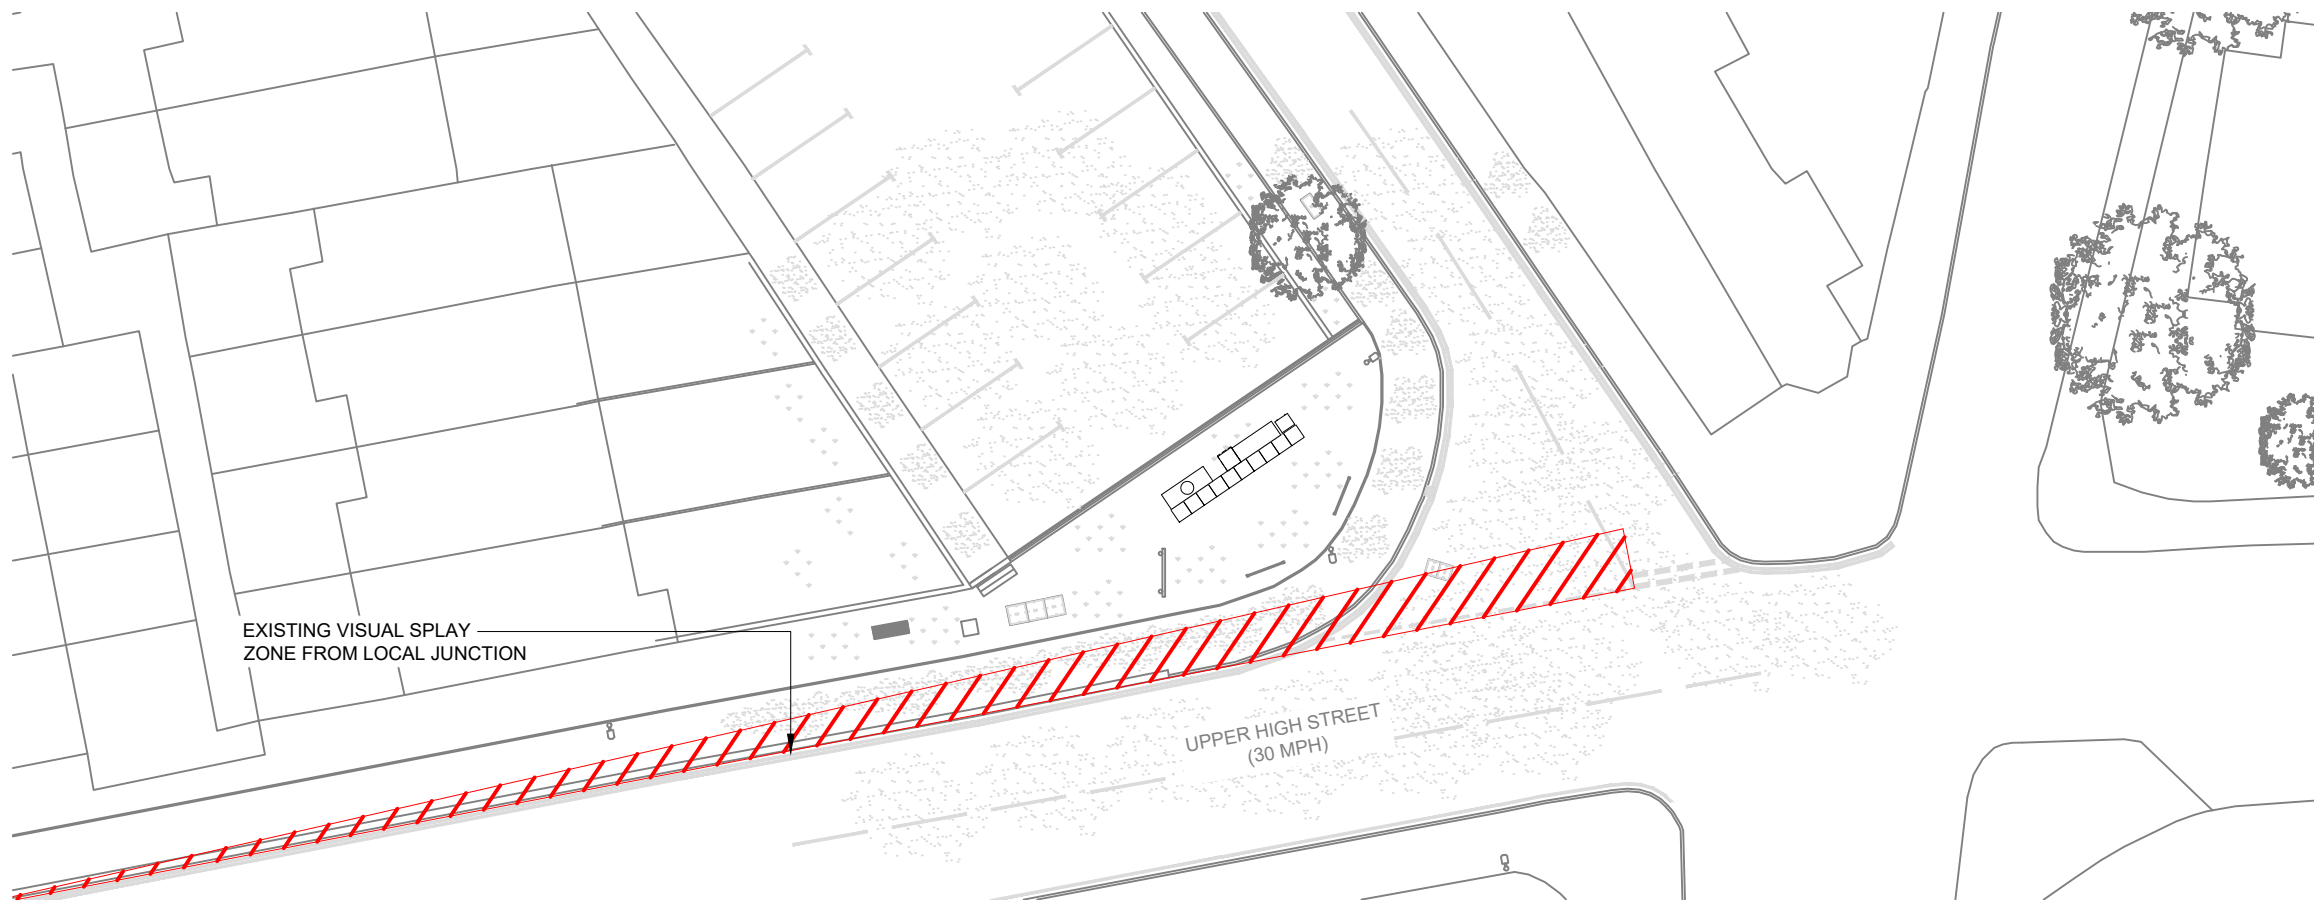 EXISTING VISUAL SPLAY
ZONE FROM LOCAL JUNCTION
UPPER HIGH STREET
(30 MPH)